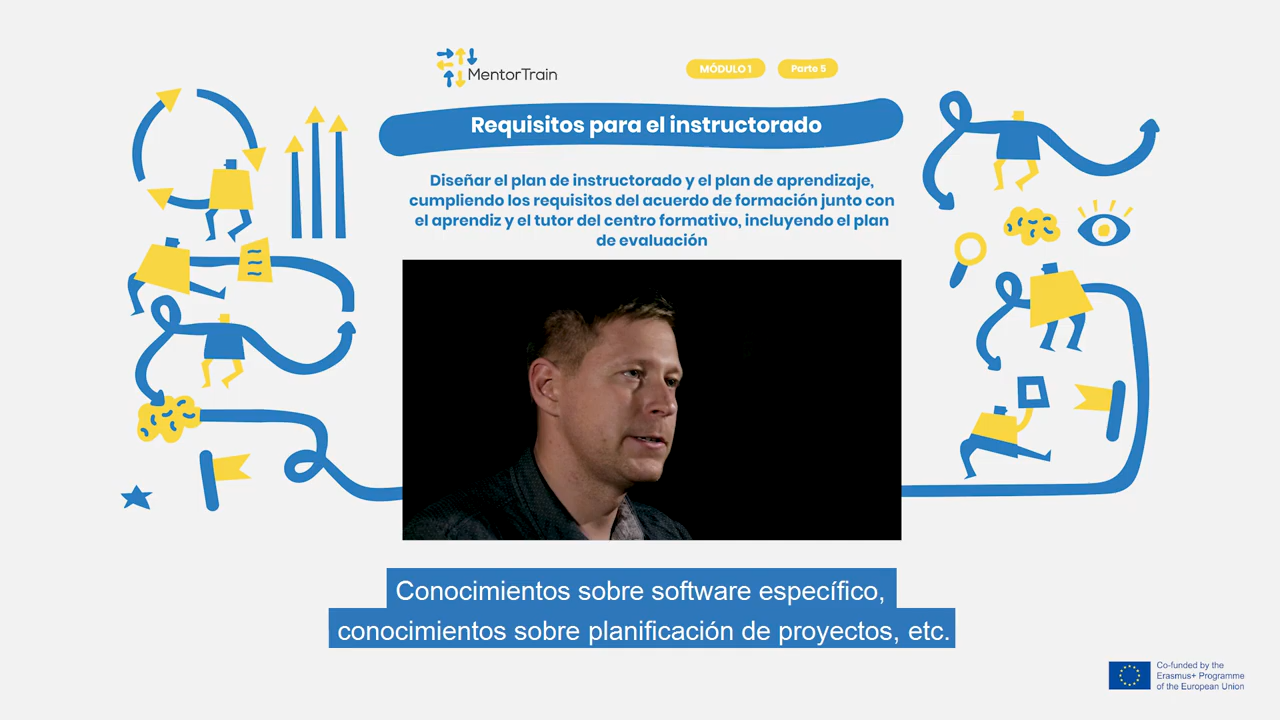 MentorTrain
MÓDULO 1
Parte 5
Requisitos para el instructorado
Diseñar el plan de instructorado y el plan de aprendizaje,
cumpliendo los requisitos del acuerdo de formación junto con
el aprendiz y el tutor del centro formativo, incluyendo el plan
de evaluación
Conocimientos sobre software específico,
conocimientos sobre planificación de proyectos, etc.
Co-funded by the
Erasmus+ Programme
of the European Union